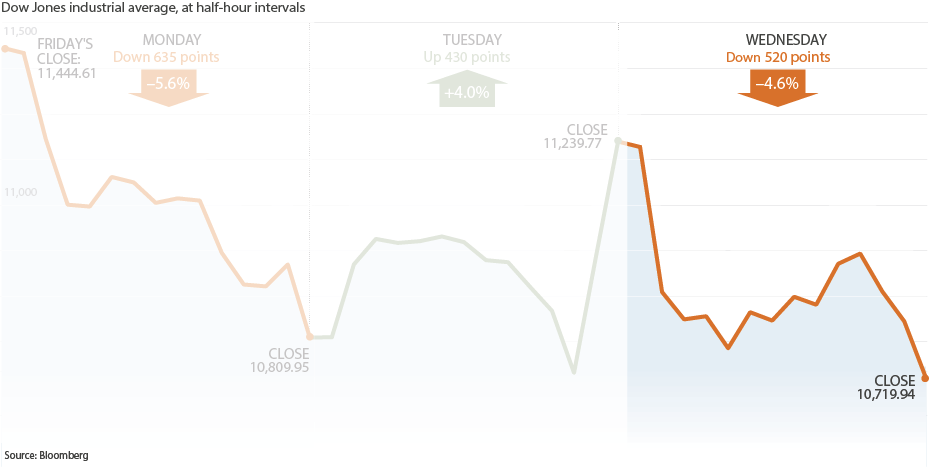 Dow Jones industrial average, at half-hour intervals
11,500
FRIDAY'S
CLOSE:
11,444.61
MONDAY
Down 635 points
–5.6%
TUESDAY
Up 430 points
+4.0%
WEDNESDAY
Down 520 points
–4.6%
CLOSE
11,239.77
11,000
CLOSE
10,809.95
CLOSE
10,719.94
Source: Bloomberg